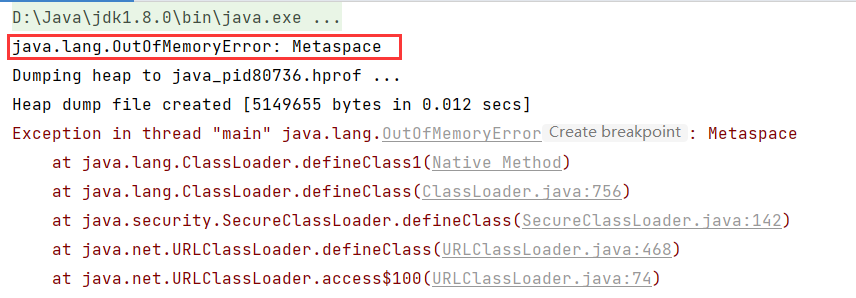 D:\Java\jdk1.8.0\bin\java.exe ...
java.lang.OutOfMemoryError: Metaspace
Dumping heap to java_pid80736.hprof ...
Heap dump file created [5149655 bytes in 0.012 secs]
Exception in thread "main" java.lang.OutOfMemoryError Create breakpoint : Metaspace
    at java.lang.ClassLoader.defineClass1(Native Method)
    at java.lang.ClassLoader.defineClass(ClassLoader.java:756)
    at java.security.SecureClassLoader.defineClass(SecureClassLoader.java:142)
    at java.net.URLClassLoader.defineClass(URLClassLoader.java:468)
    at java.net.URLClassLoader.access$100(URLClassLoader.java:74)